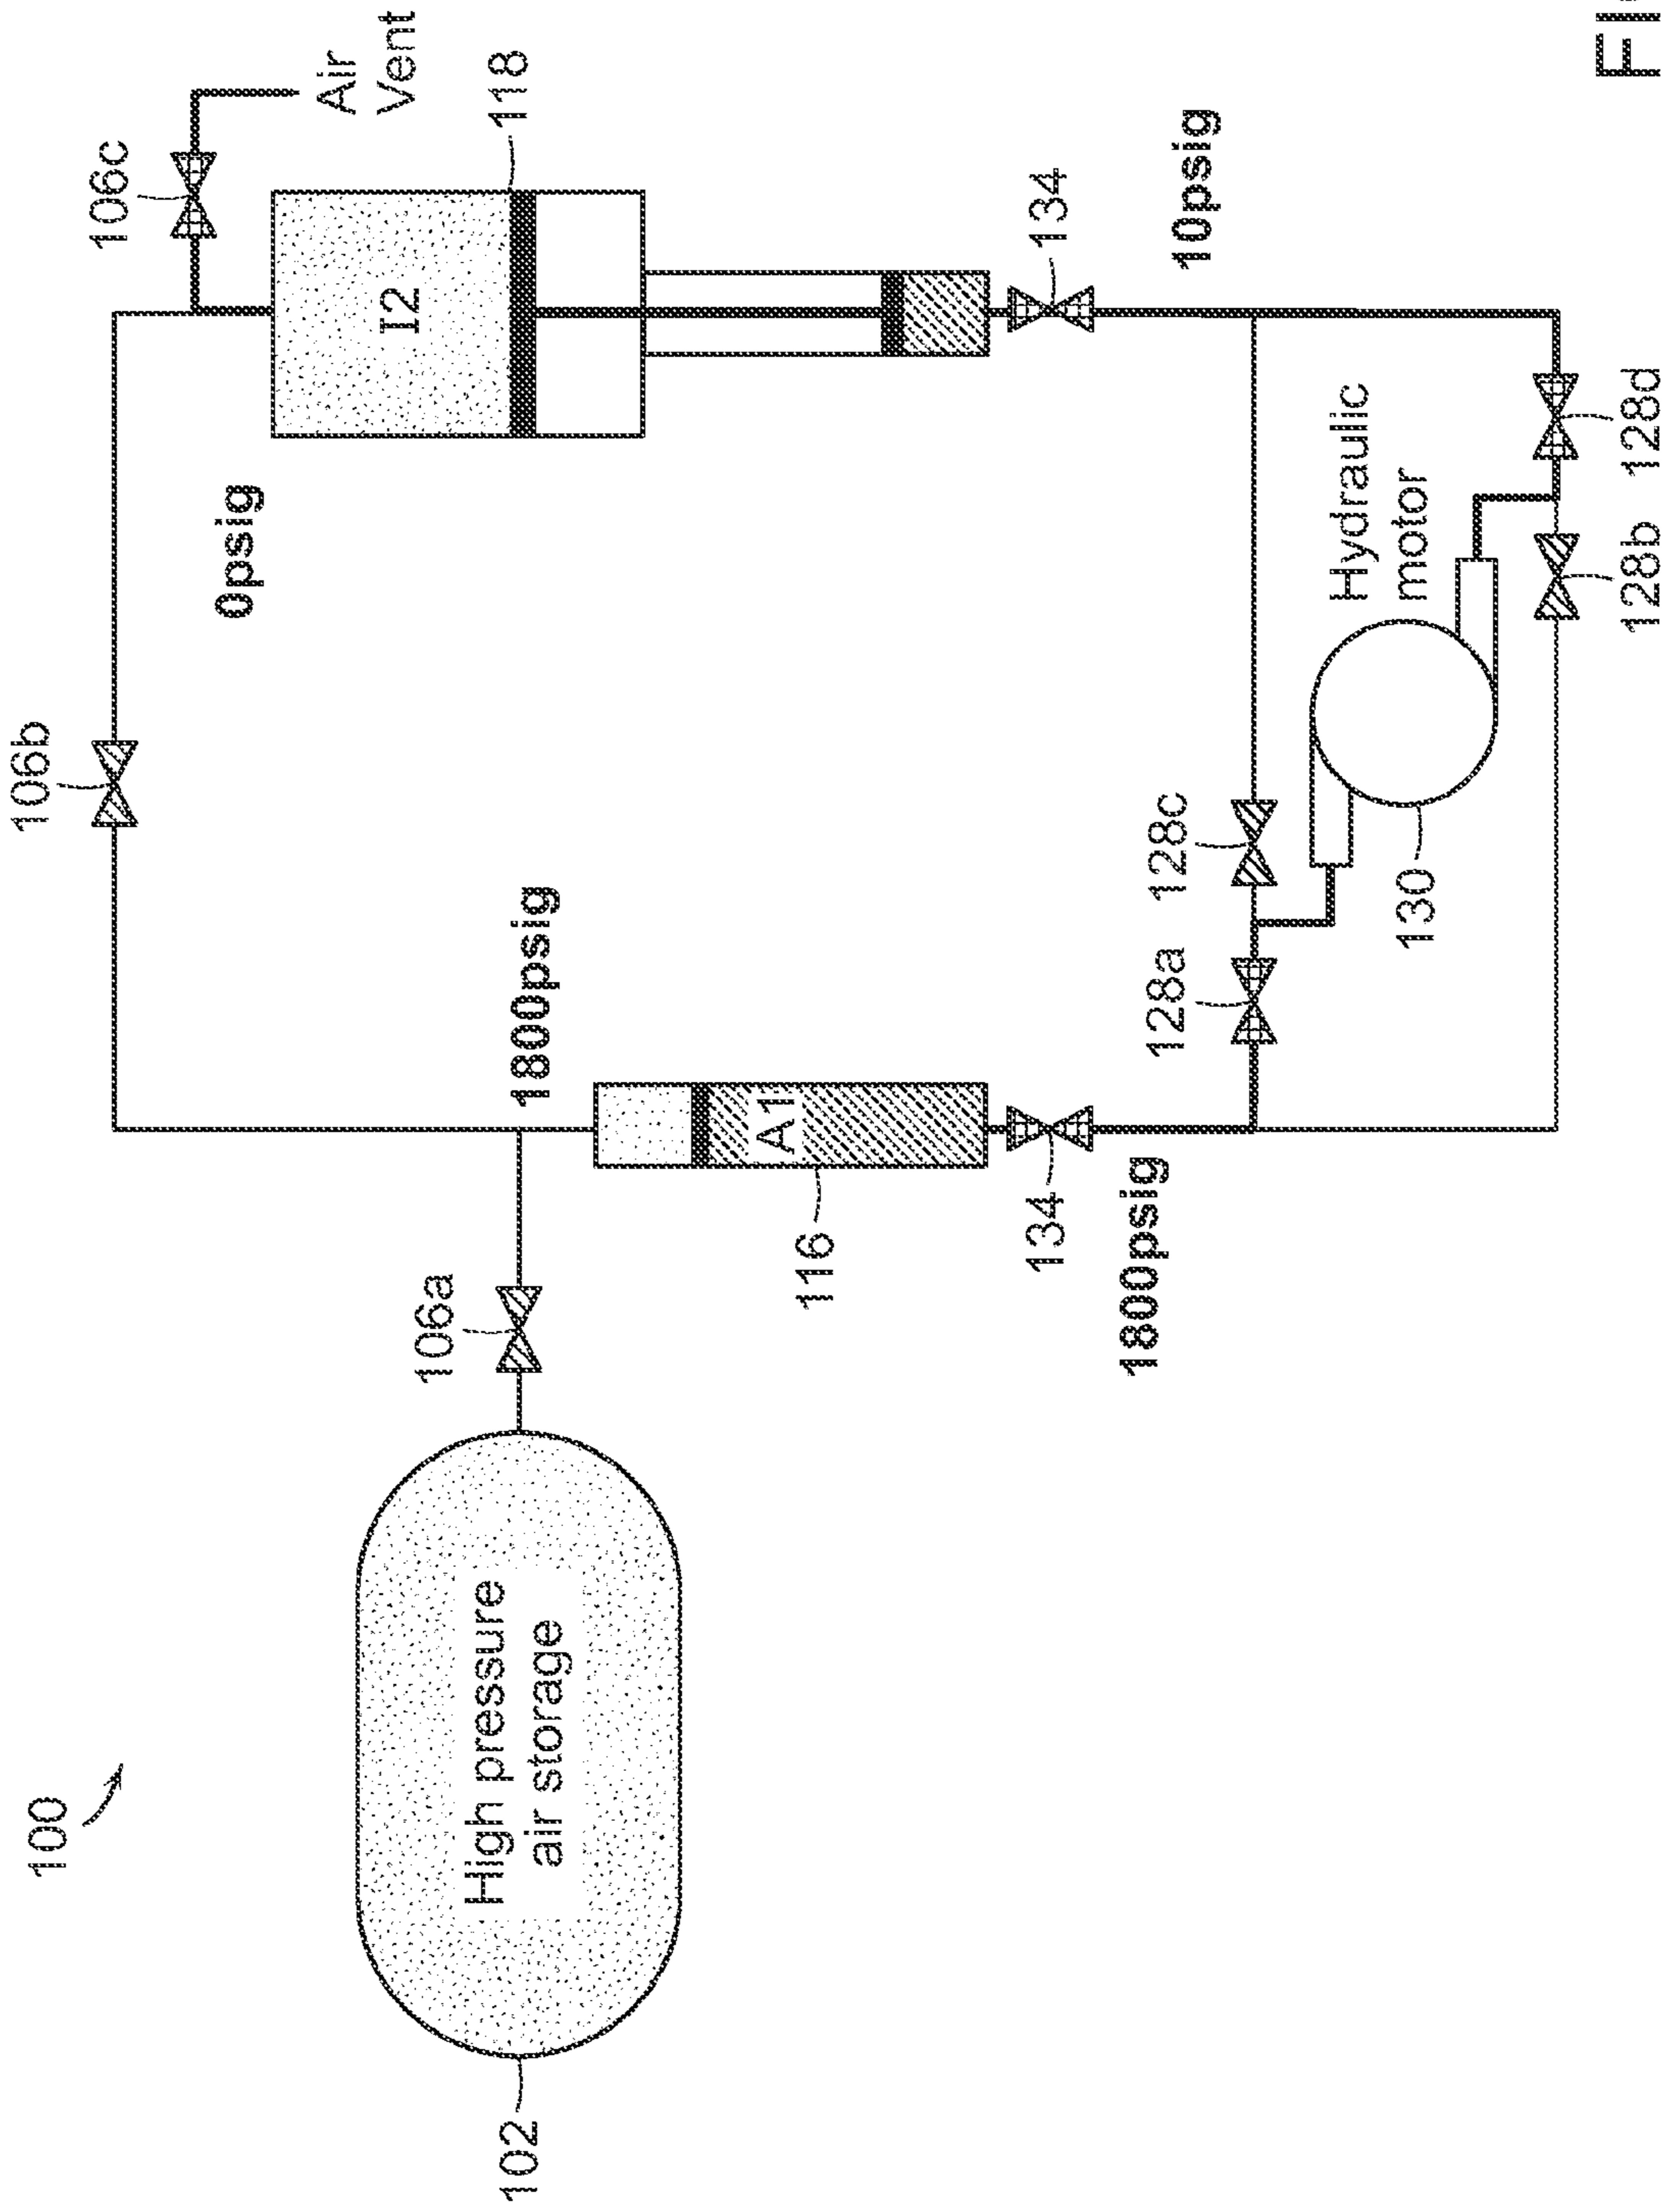 100
106b
106c
0psig
Air
Vent
I2
118
106a
High pressure
air storage
102
1800psig
A1
116
134
134
1800psig
128a
128c
10psig
Hydraulic
motor
130
128b
128d